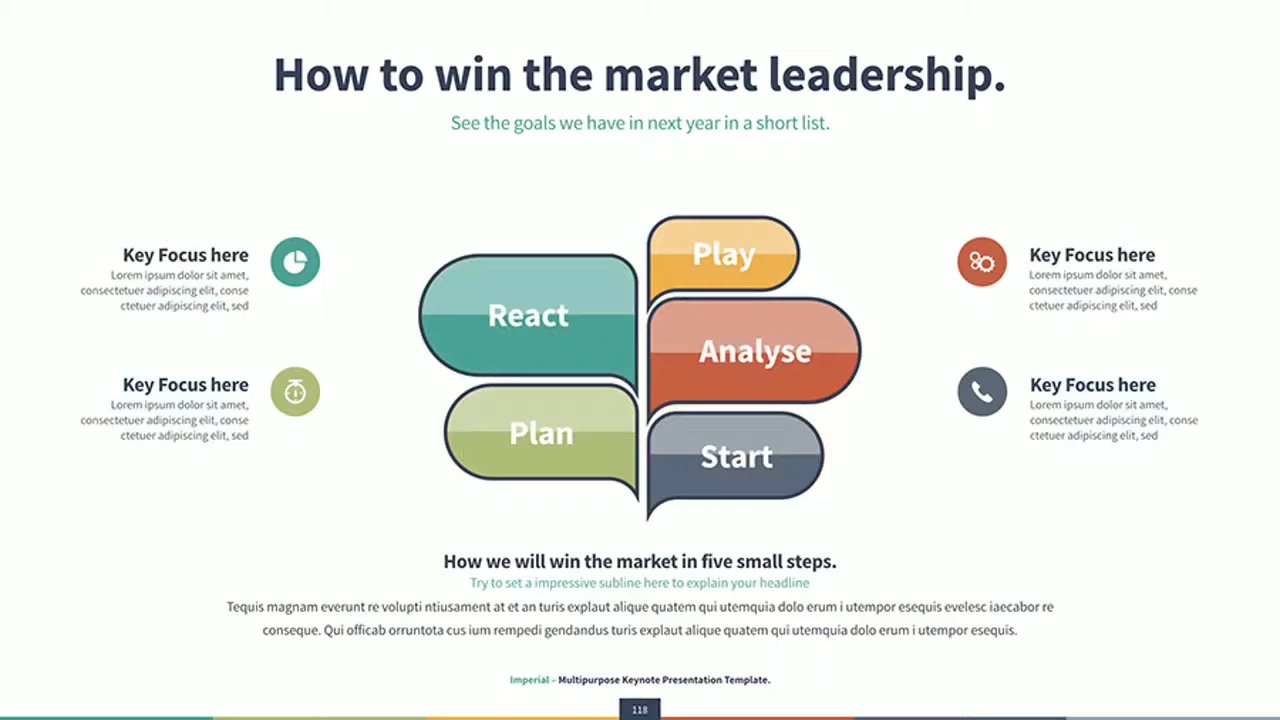 How to win the market leadership.
See the goals we have in next year in a short list.
Key Focus here
Lorem ipsum dolor sit amet,
consectetuer adipiscing elit, conse
ctetuer adipiscing elit, sed
Key Focus here
Lorem ipsum dolor sit amet,
consectetuer adipiscing elit, conse
ctetuer adipiscing elit, sed
React
Plan
Play
Analyse
Start
Key Focus here
Lorem ipsum dolor sit amet,
consectetuer adipiscing elit, conse
ctetuer adipiscing elit, sed
Key Focus here
Lorem ipsum dolor sit amet,
consectetuer adipiscing elit, conse
ctetuer adipiscing elit, sed
How we will win the market in five small steps.
Try to set a impressive subline here to explain your headline
Tequis magnam everunt re volupti ntiusament at et an turis explaut alique quatem qui utemquia dolo erum i utempor esequis evelesc iaecabor re
conseque. Qui officab orruntota cus ium rempedi gendandus turis explaut alique quatem qui utemquia dolo erum i utempor esequis.
Imperial – Multipurpose Keynote Presentation Template.
118